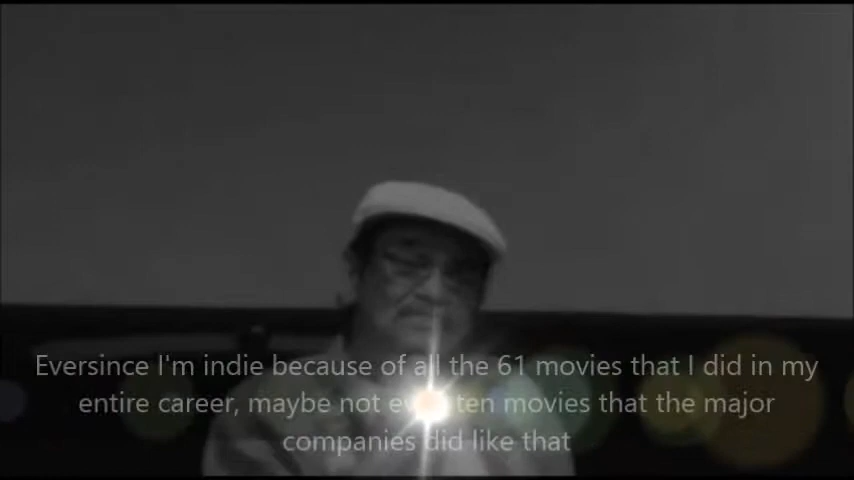 Eversince I'm indie because of all the 61 movies that I did in my
entire career, maybe not even ten movies that the major
companies did like that